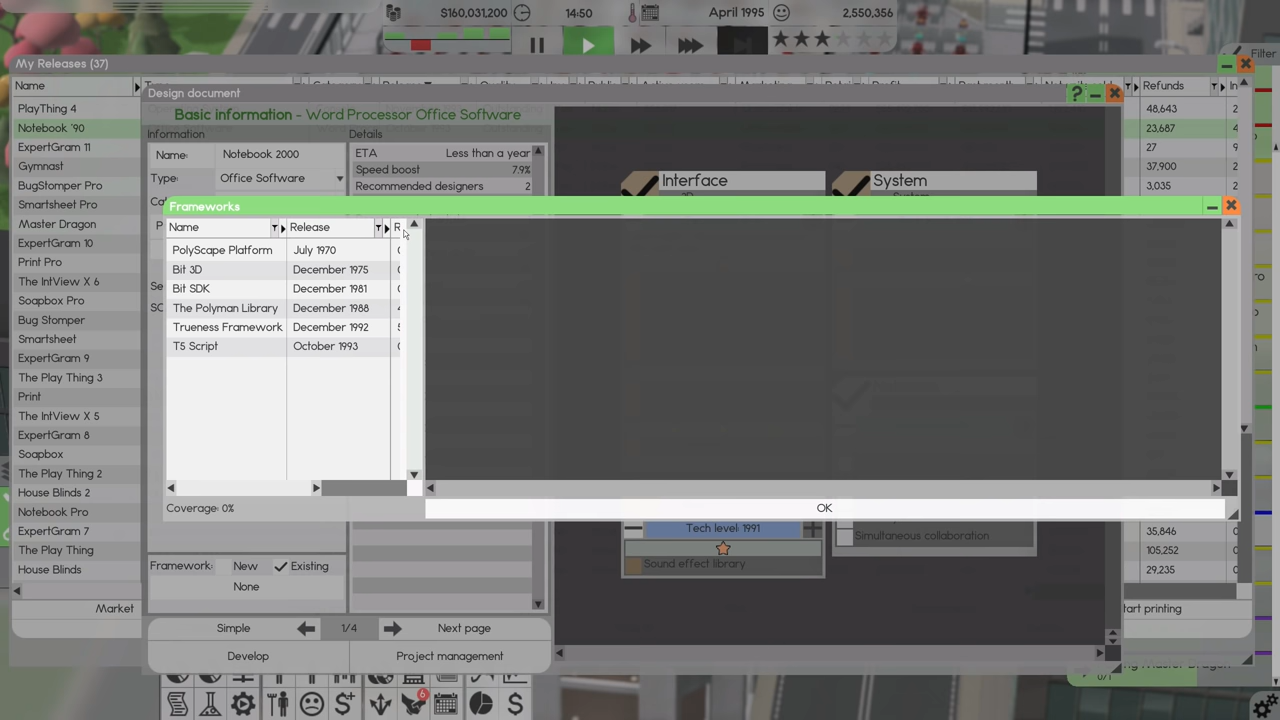 $160,031,200
14:50
April 1995
2,550,356
My Releases (37)
Filter
Name
Refunds
Design document
?
Basic information - Word Processor Office Software
Information
Details
PlayThing 4
Notebook '90
ExpertGram 11
Gymnast
BugStomper Pro
Smartsheet Pro
Master Dragon
ExpertGram 10
Print Pro
The IntView X 6
Soapbox Pro
Bug Stomper
Smartsheet
ExpertGram 9
The Play Thing 3
Print
The IntView X 5
ExpertGram 8
Soapbox
The Play Thing 2
House Blinds 2
Notebook Pro
ExpertGram 7
The Play Thing
House Blinds
Market
Name:
Notebook 2000
Type:
Office Software
ETA
Less than a year
Speed boost
7.9%
Recommended designers
2
Interface
System
48,643
23,687
27
37,900
3,035
Frameworks
Name
Release
R
PolyScape Platform
July 1970
Bit 3D
December 1975
Bit SDK
December 1981
The Polyman Library
December 1988
Trueness Framework
December 1992
T5 Script
October 1993
Coverage: 0%
OK
Tech level: 1991
Sound effect library
Simultaneous collaboration
35,846
105,252
29,235
Framework:
New
Existing
None
Simple
1/4
Next page
Develop
Project management
tart printing
Master Dragon
0/1
6